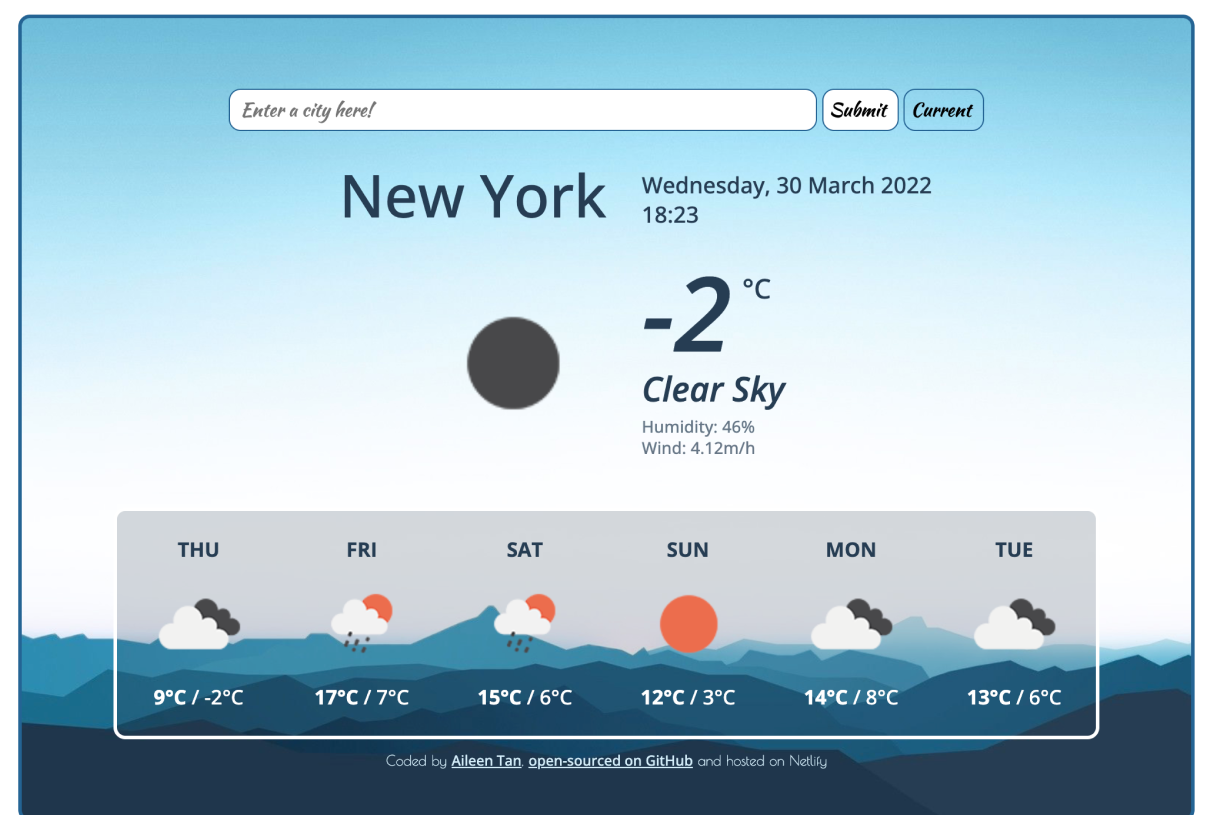 Enter a city here! Submit Current
New York
Wednesday, 30 March 2022
18:23
-2 °C
Clear Sky
Humidity: 46%
Wind: 4.12m/h
THU FRI SAT SUN MON TUE
9°C / -2°C 17°C / 7°C 15°C / 6°C 12°C / 3°C 14°C / 8°C 13°C / 6°C
Coded by Aileen Tan, open-sourced on GitHub and hosted on Netlify